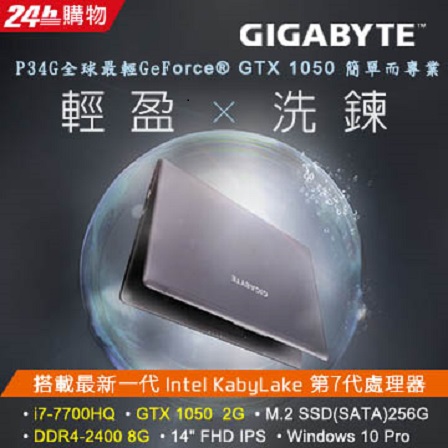 24h購物
GIGABYTE™
P34G全球最輕GeForce® GTX 1050 簡單而專業
輕盈 × 洗鍊
GIGABYTE
搭載最新一代 Intel KabyLake 第7代處理器
・i7-7700HQ ・GTX 1050 2G ・M.2 SSD(SATA)256G
・DDR4-2400 8G ・14" FHD IPS ・Windows 10 Pro